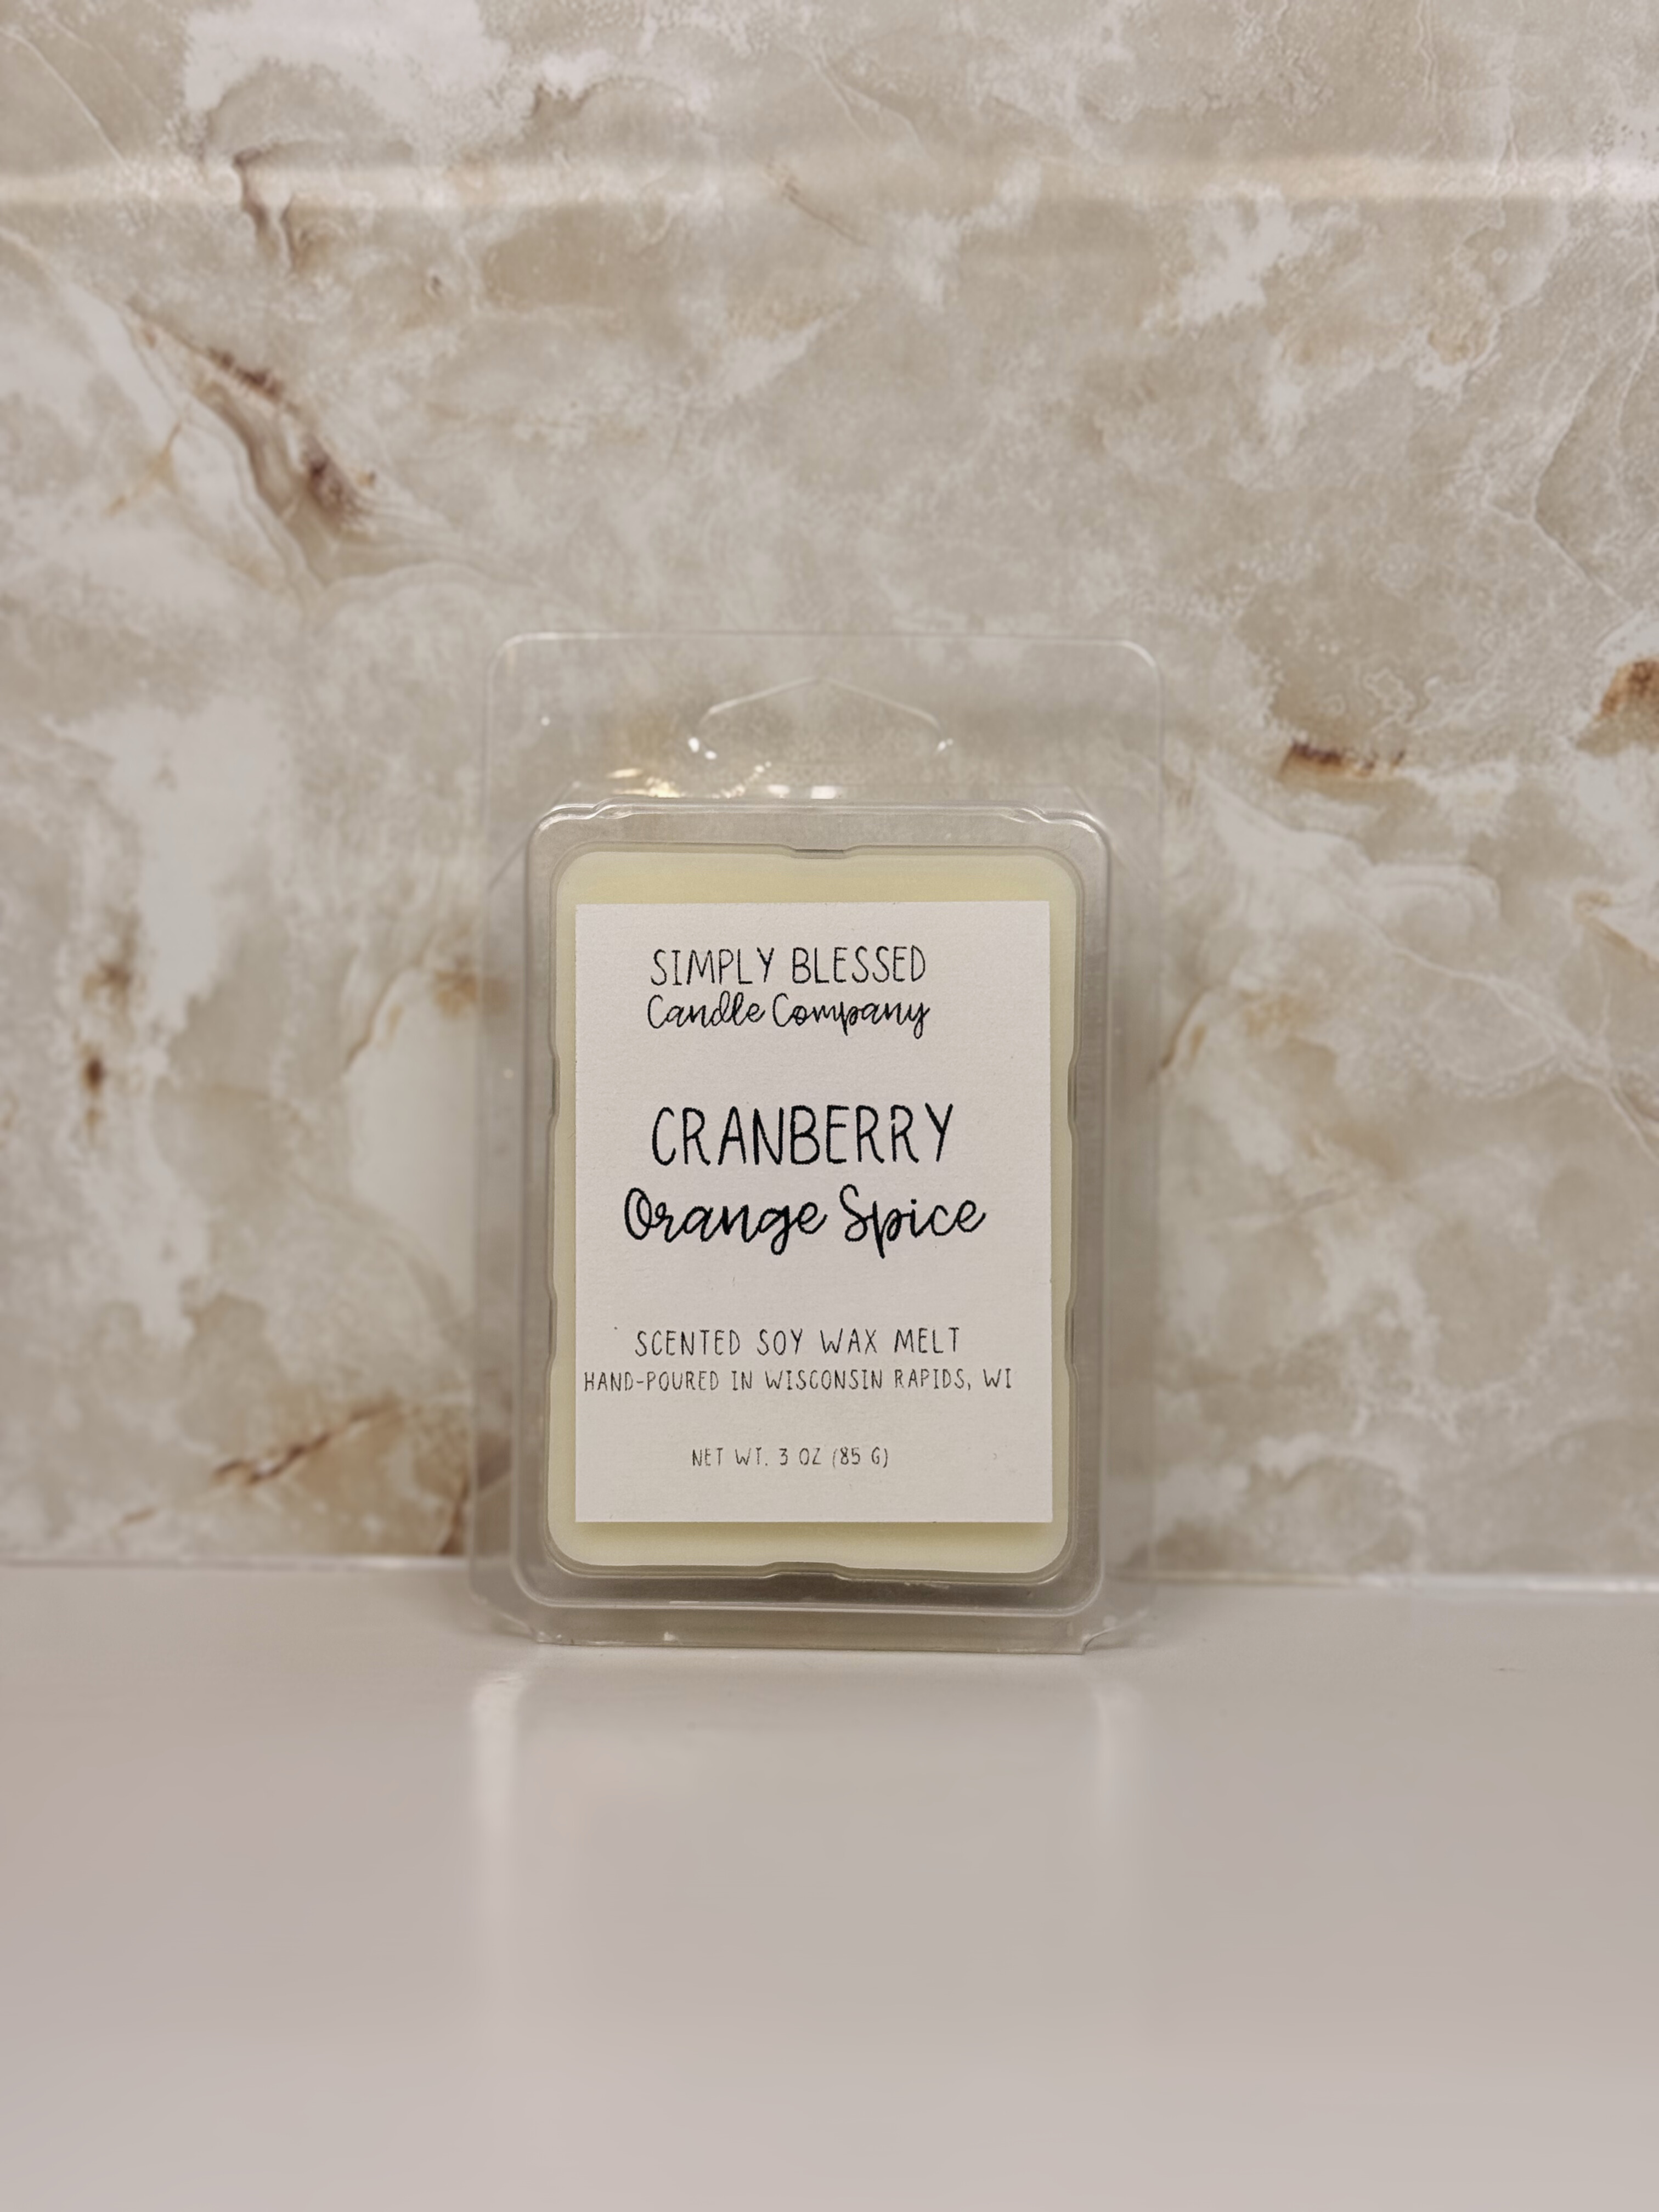 SIMPLY BLESSED
Candle Company
CRANBERRY
Orange Spice
SCENTED SOY WAX MELT
HAND-POURED IN WISCONSIN RAPIDS, WI
NET WT. 3 OZ (85 G)